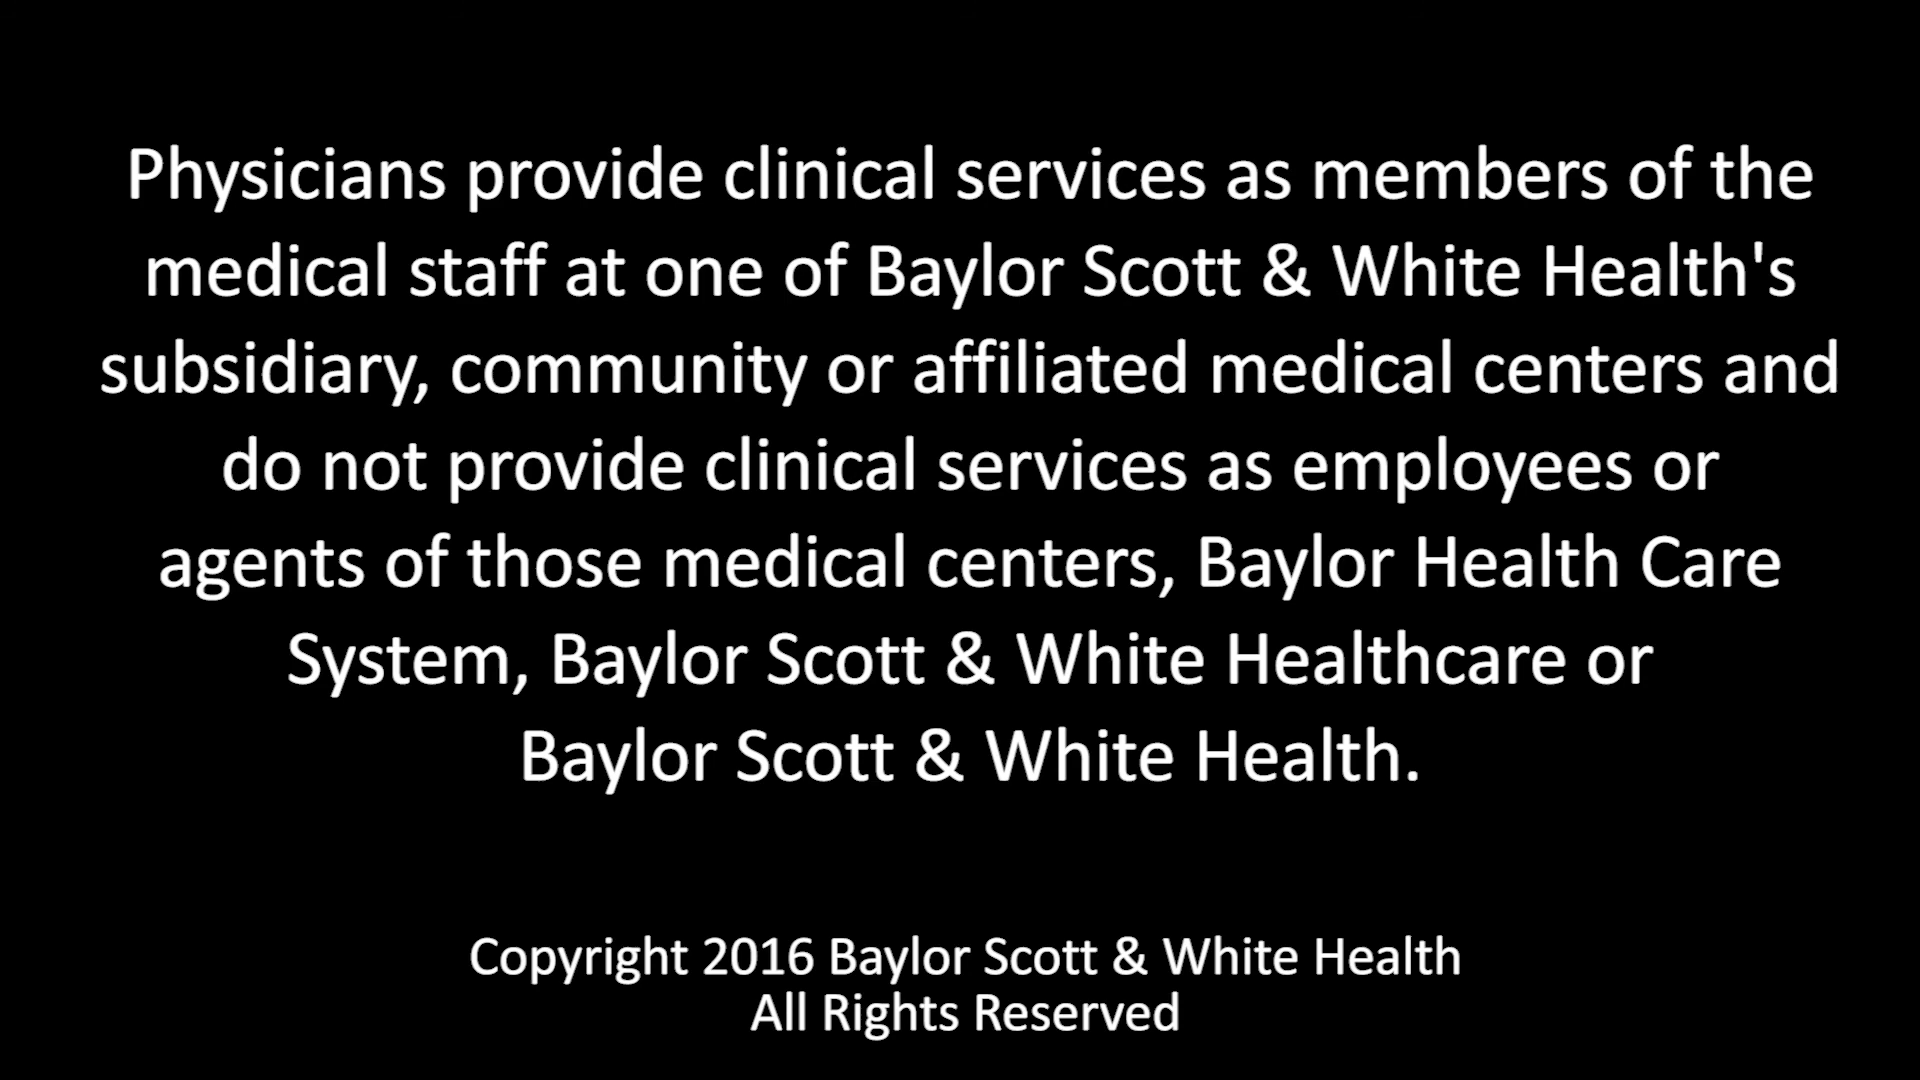 Physicians provide clinical services as members of the
medical staff at one of Baylor Scott & White Health's
subsidiary, community or affiliated medical centers and
do not provide clinical services as employees or
agents of those medical centers, Baylor Health Care
System, Baylor Scott & White Healthcare or
Baylor Scott & White Health.
Copyright 2016 Baylor Scott & White Health
All Rights Reserved